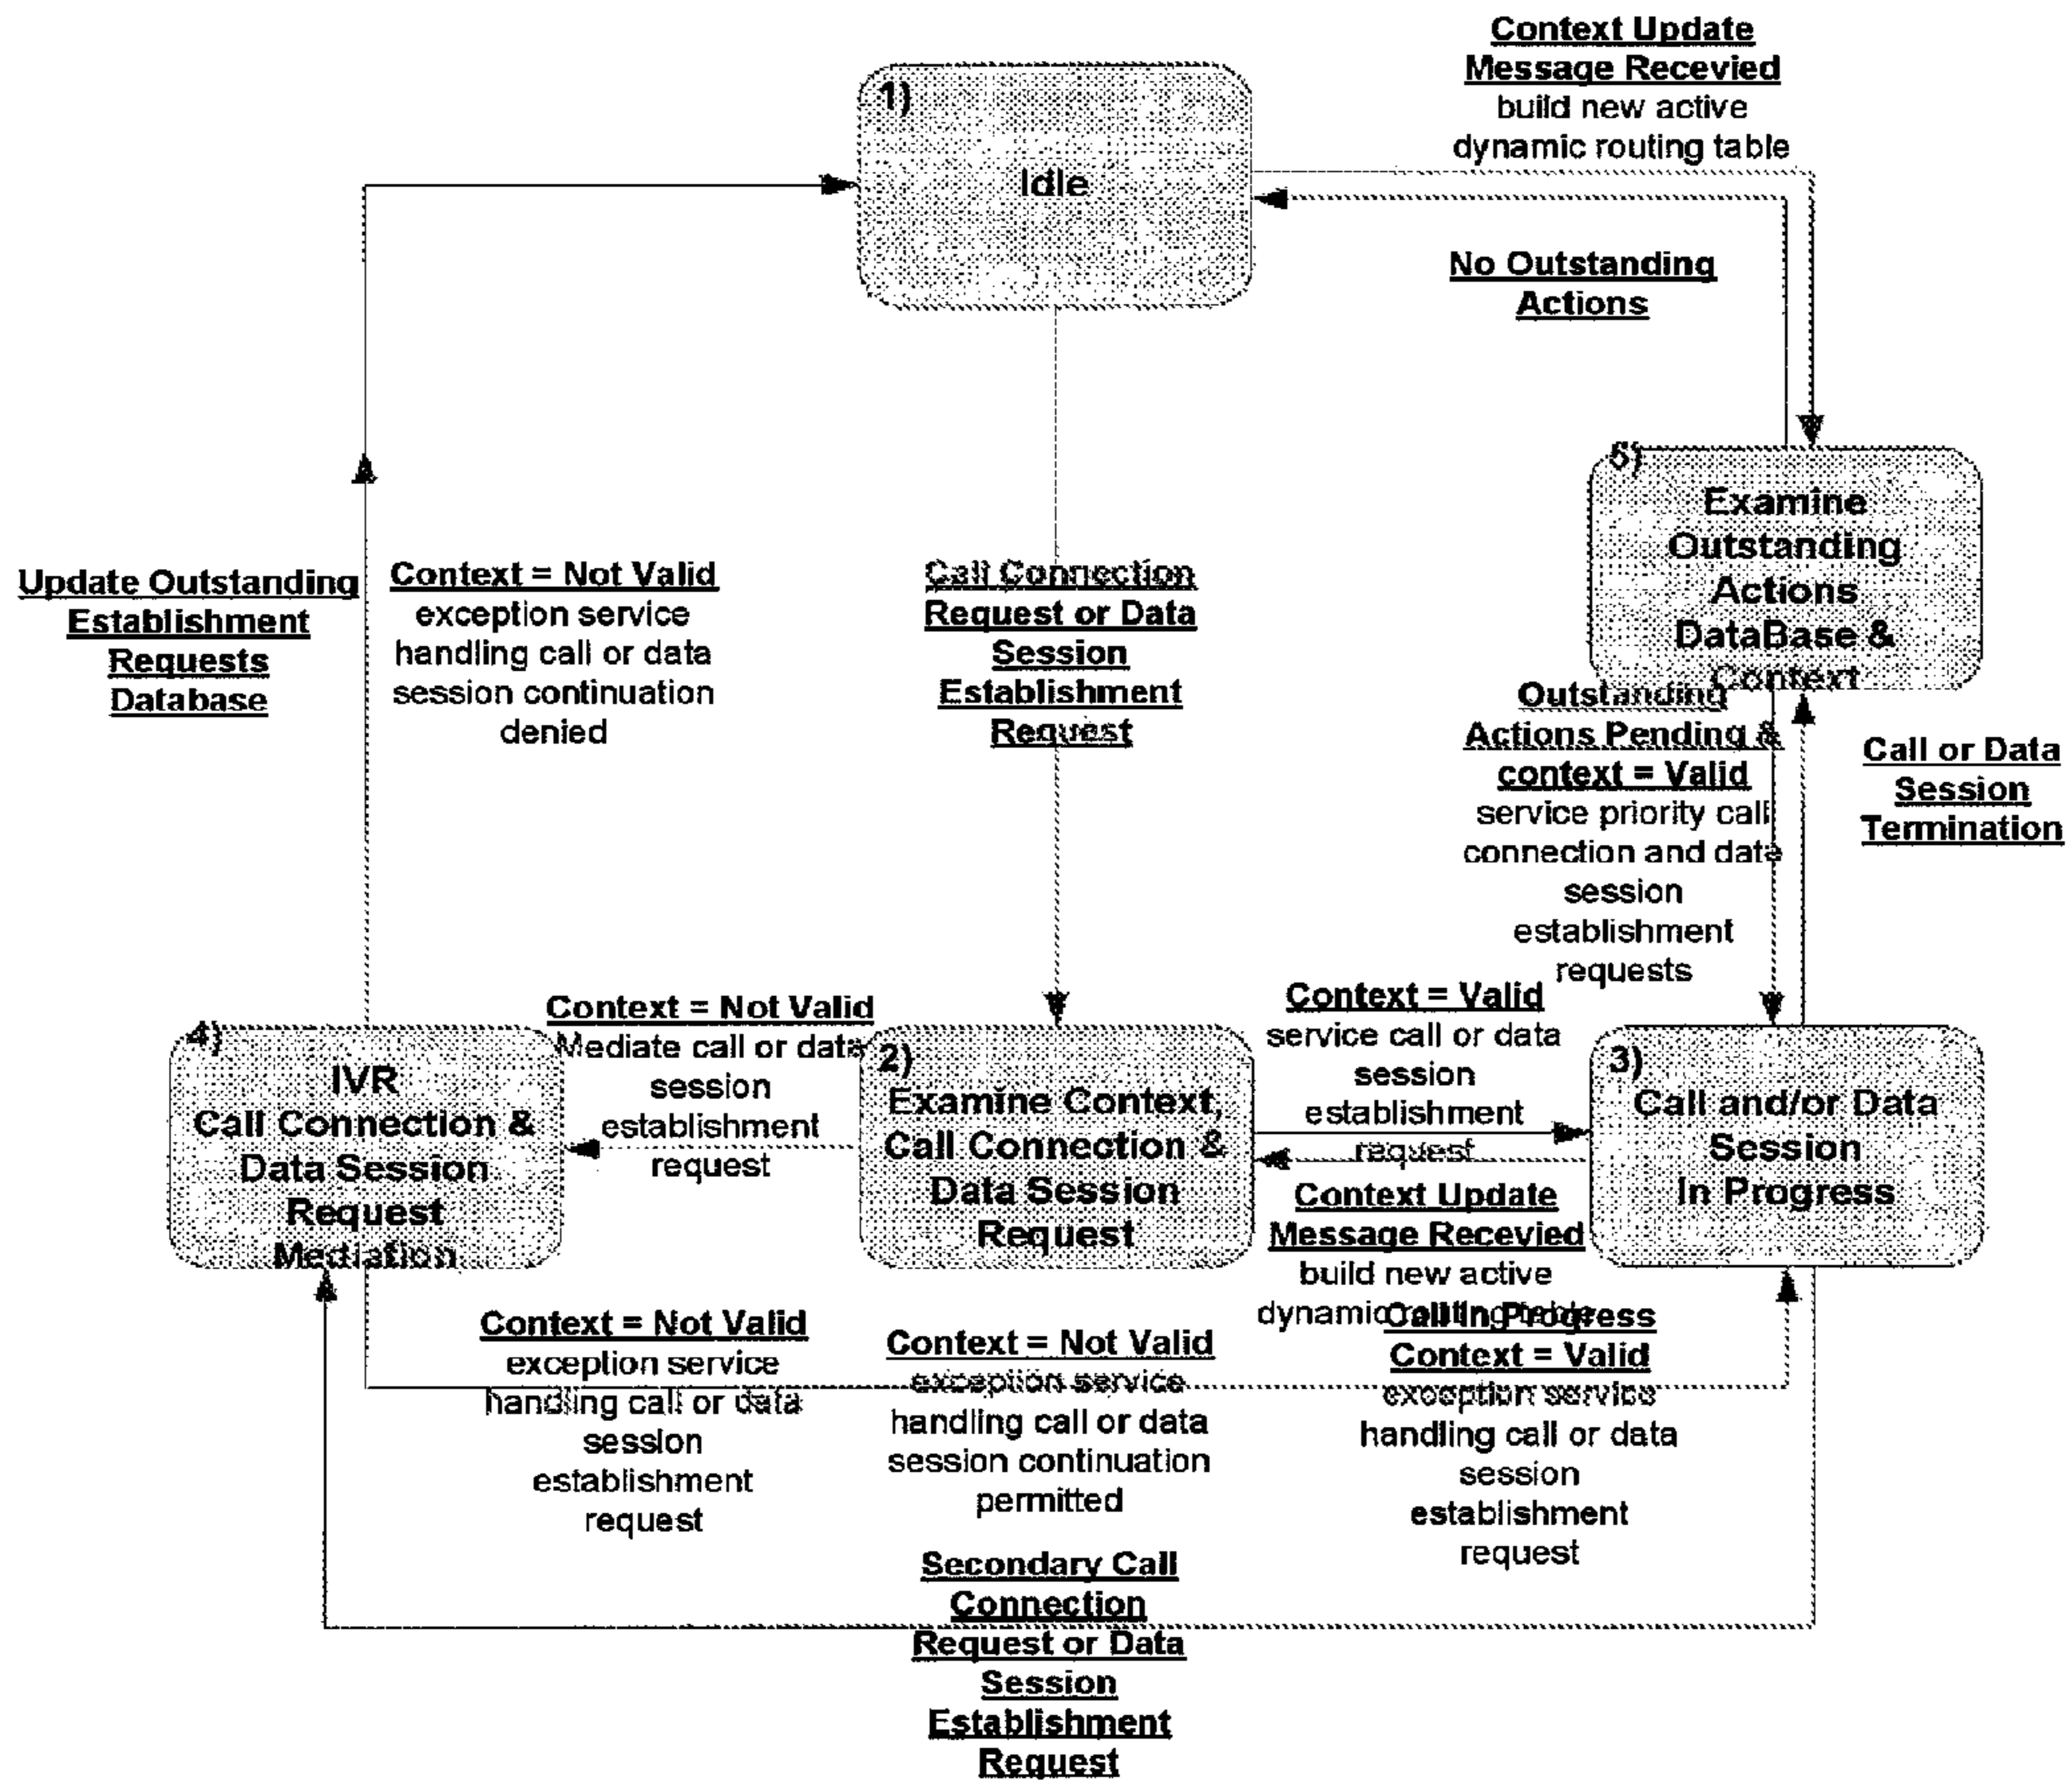 Context Update
Message Recevied
build new active
dynamic routing table
1)
Idle
No Outstanding
Actions
5)
Examine
Outstanding
Actions
DataBase &
Context
Update Outstanding
Establishment
Requests
Database
Context = Not Valid
exception service
handling call or data
session continuation
denied
Call Connection
Request or Data
Session
Establishment
Request
Outstanding
Actions Pending &
context = Valid
service priority call
connection and data
session
establishment
requests
Call or Data
Session
Termination
4)
IVR
Call Connection &
Data Session
Request
Mediation
Context = Not Valid
Mediate call or data
session
establishment
request
2)
Examine Context,
Call Connection &
Data Session
Request
Context = Valid
service call or data
session
establishment
request
Context Update
Message Recevied
build new active
dynamic routing table
3)
Call and/or Data
Session
In Progress
Context = Not Valid
exception service
handling call or data
session
establishment
request
Context = Not Valid
exception service
handling call or data
session continuation
permitted
Call In Progress
Context = Valid
exception service
handling call or data
session
establishment
request
Secondary Call
Connection
Request or Data
Session
Establishment
Request